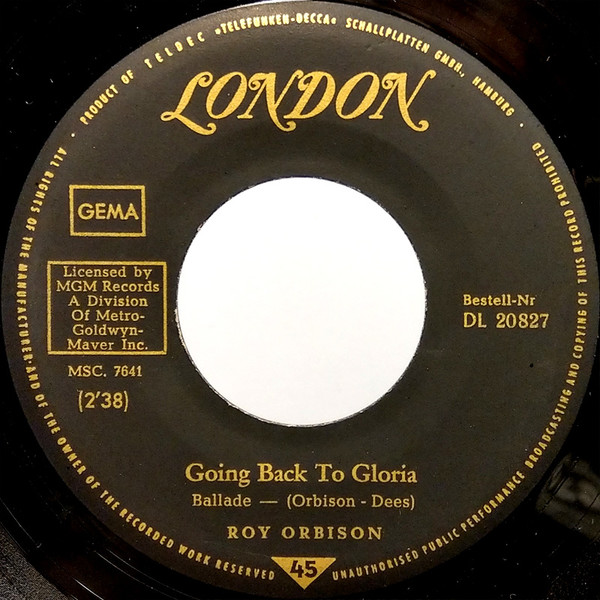 PRODUCT OF TELDEC »TELEFUNKEN-DECCA« SCHALLPLATTEN GMBH., HAMBURG •
LONDON
GEMA
Licensed by
MGM Records
A Division
Of Metro-
Goldwyn-
Maver Inc.
MSC. 7641
(2'38)
Bestell-Nr
DL 20827
Going Back To Gloria
Ballade — (Orbison - Dees)
ROY ORBISON
45
ALL RIGHTS OF THE MANUFACTURER·AND OF THE OWNER OF THE RECORDED WORK RESERVED
UNAUTHORISED PUBLIC PERFORMANCE BROADCASTING AND COPYING OF THIS RECORD PROHIBITED